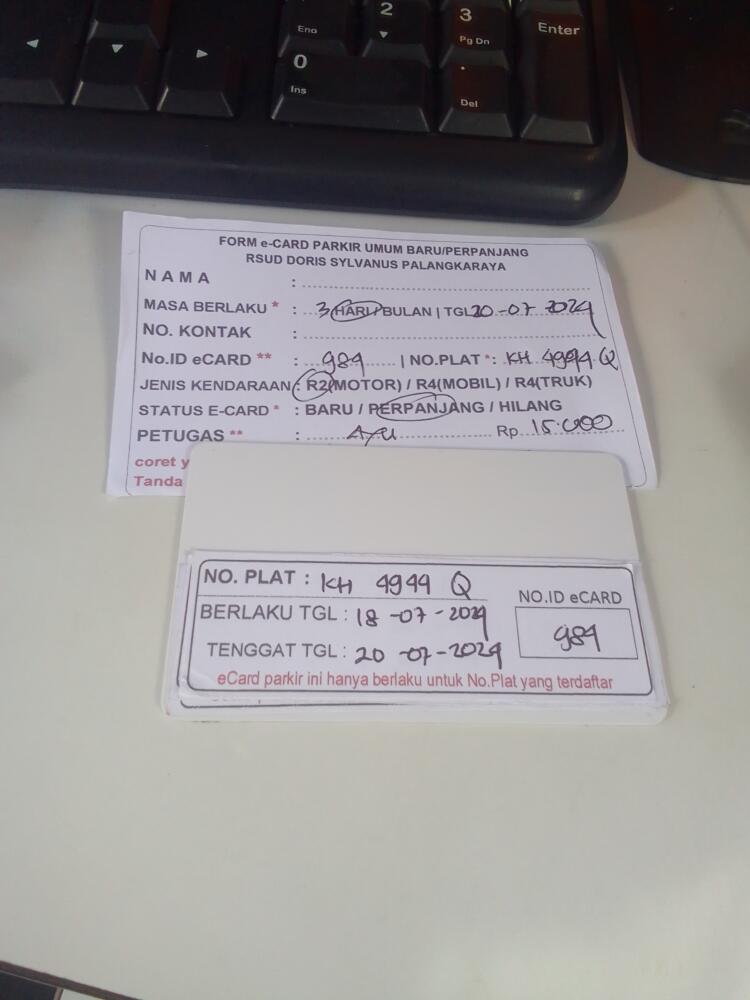 2
3
Enter
End
Pg Dn
0
.
Ins
Del
FORM e-CARD PARKIR UMUM BARU/PERPANJANG
RSUD DORIS SYLVANUS PALANGKARAYA
NAMA :
MASA BERLAKU * : 3 HARI/BULAN | TGL 20-07 2024
NO. KONTAK :
No.ID eCARD ** : 984 | NO.PLAT * : KH 4944 Q
JENIS KENDARAAN : R2(MOTOR) / R4(MOBIL) / R4(TRUK)
STATUS E-CARD * : BARU / PERPANJANG / HILANG
PETUGAS ** : Ayu Rp 15.000
coret y
Tanda
NO. PLAT : KH 4944 Q
BERLAKU TGL : 18-07-2024
NO.ID eCARD
984
TENGGAT TGL : 20-07-2024
eCard parkir ini hanya berlaku untuk No.Plat yang terdaftar